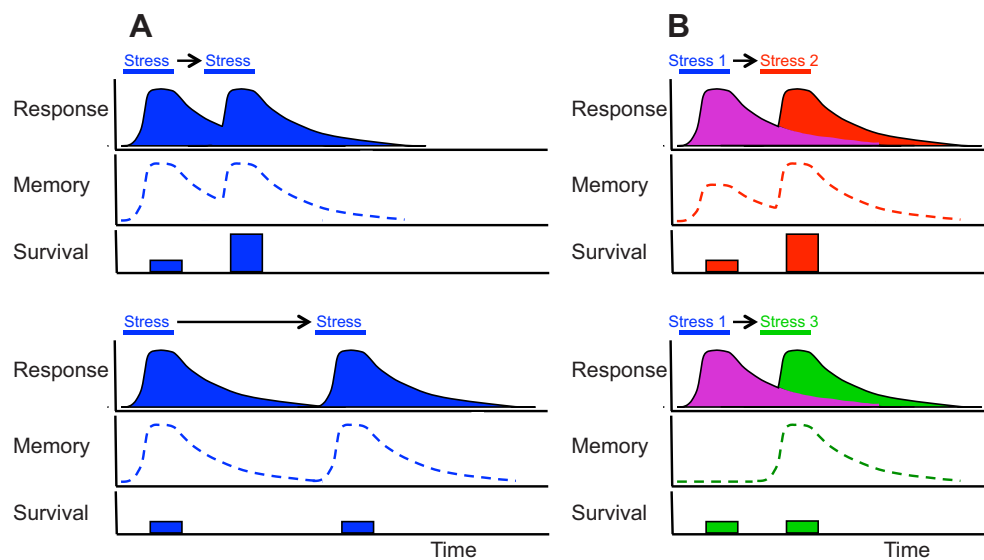 A
Stress Stress
Response
Memory
Survival
Stress Stress
Response
Memory
Survival
Time
B
Stress 1 Stress 2
Response
Memory
Survival
Stress 1 Stress 3
Response
Memory
Survival
Time